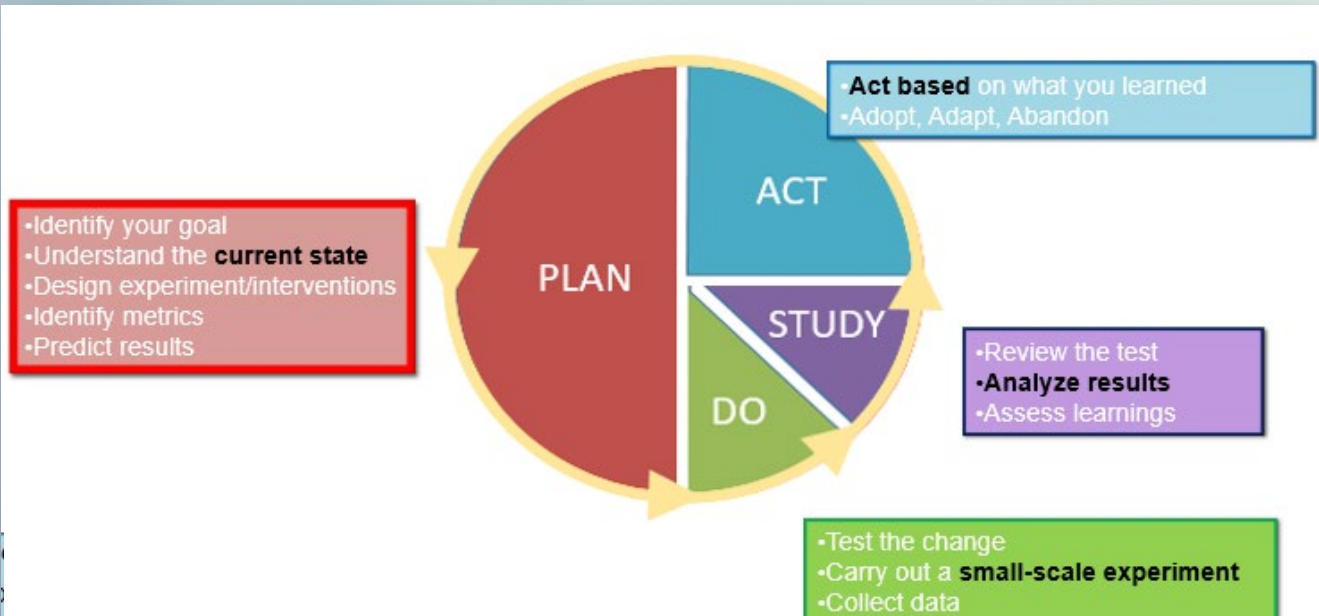 •Act based on what you learned
•Adopt, Adapt, Abandon
ACT
•Identify your goal
•Understand the current state
•Design experiment/interventions
•Identify metrics
•Predict results
PLAN
STUDY
•Review the test
•Analyze results
•Assess learnings
DO
•Test the change
•Carry out a small-scale experiment
•Collect data